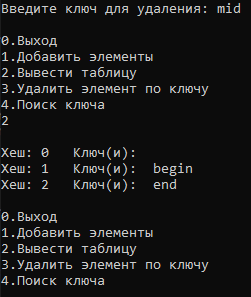 Введите ключ для удаления: mid
0.Выход
1.Добавить элементы
2.Вывести таблицу
3.Удалить элемент по ключу
4.Поиск ключа
2
Хеш: 0 Ключ(и):
Хеш: 1 Ключ(и): begin
Хеш: 2 Ключ(и): end
0.Выход
1.Добавить элементы
2.Вывести таблицу
3.Удалить элемент по ключу
4.Поиск ключа